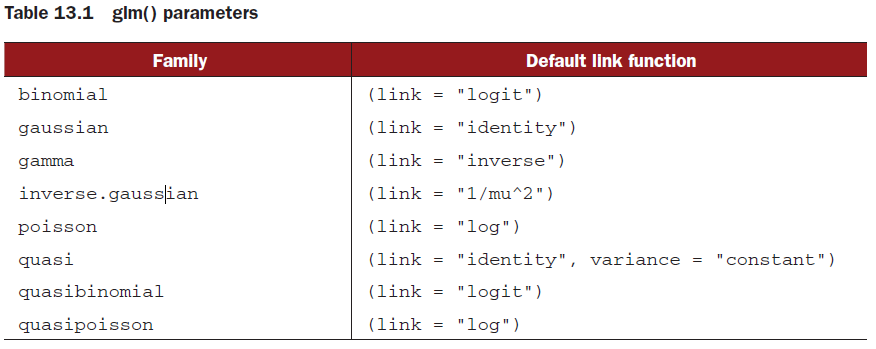 Table 13.1 glm() parameters
Family Default link function
binomial (link = "logit")
gaussian (link = "identity")
gamma (link = "inverse")
inverse.gaussian (link = "1/mu^2")
poisson (link = "log")
quasi (link = "identity", variance = "constant")
quasibinomial (link = "logit")
quasipoisson (link = "log")